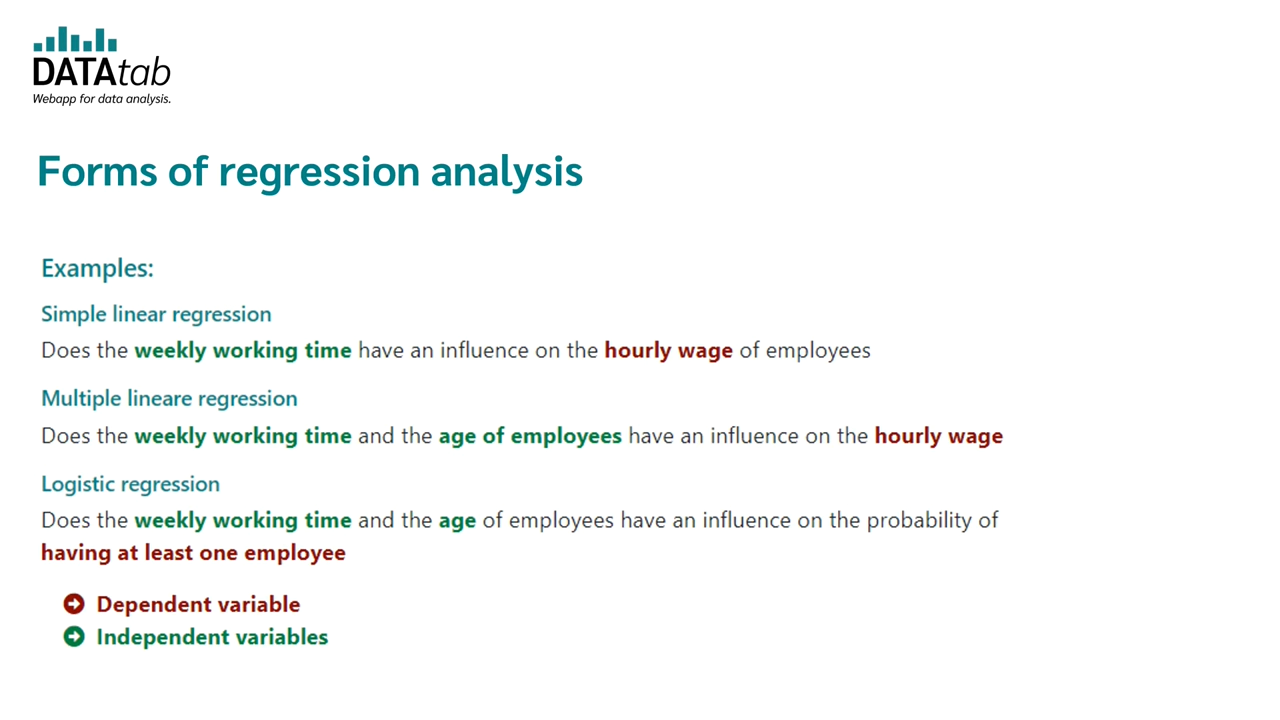 DATAtab
Webapp for data analysis.
Forms of regression analysis
Examples:
Simple linear regression
Does the weekly working time have an influence on the hourly wage of employees
Multiple lineare regression
Does the weekly working time and the age of employees have an influence on the hourly wage
Logistic regression
Does the weekly working time and the age of employees have an influence on the probability of
having at least one employee
Dependent variable
Independent variables